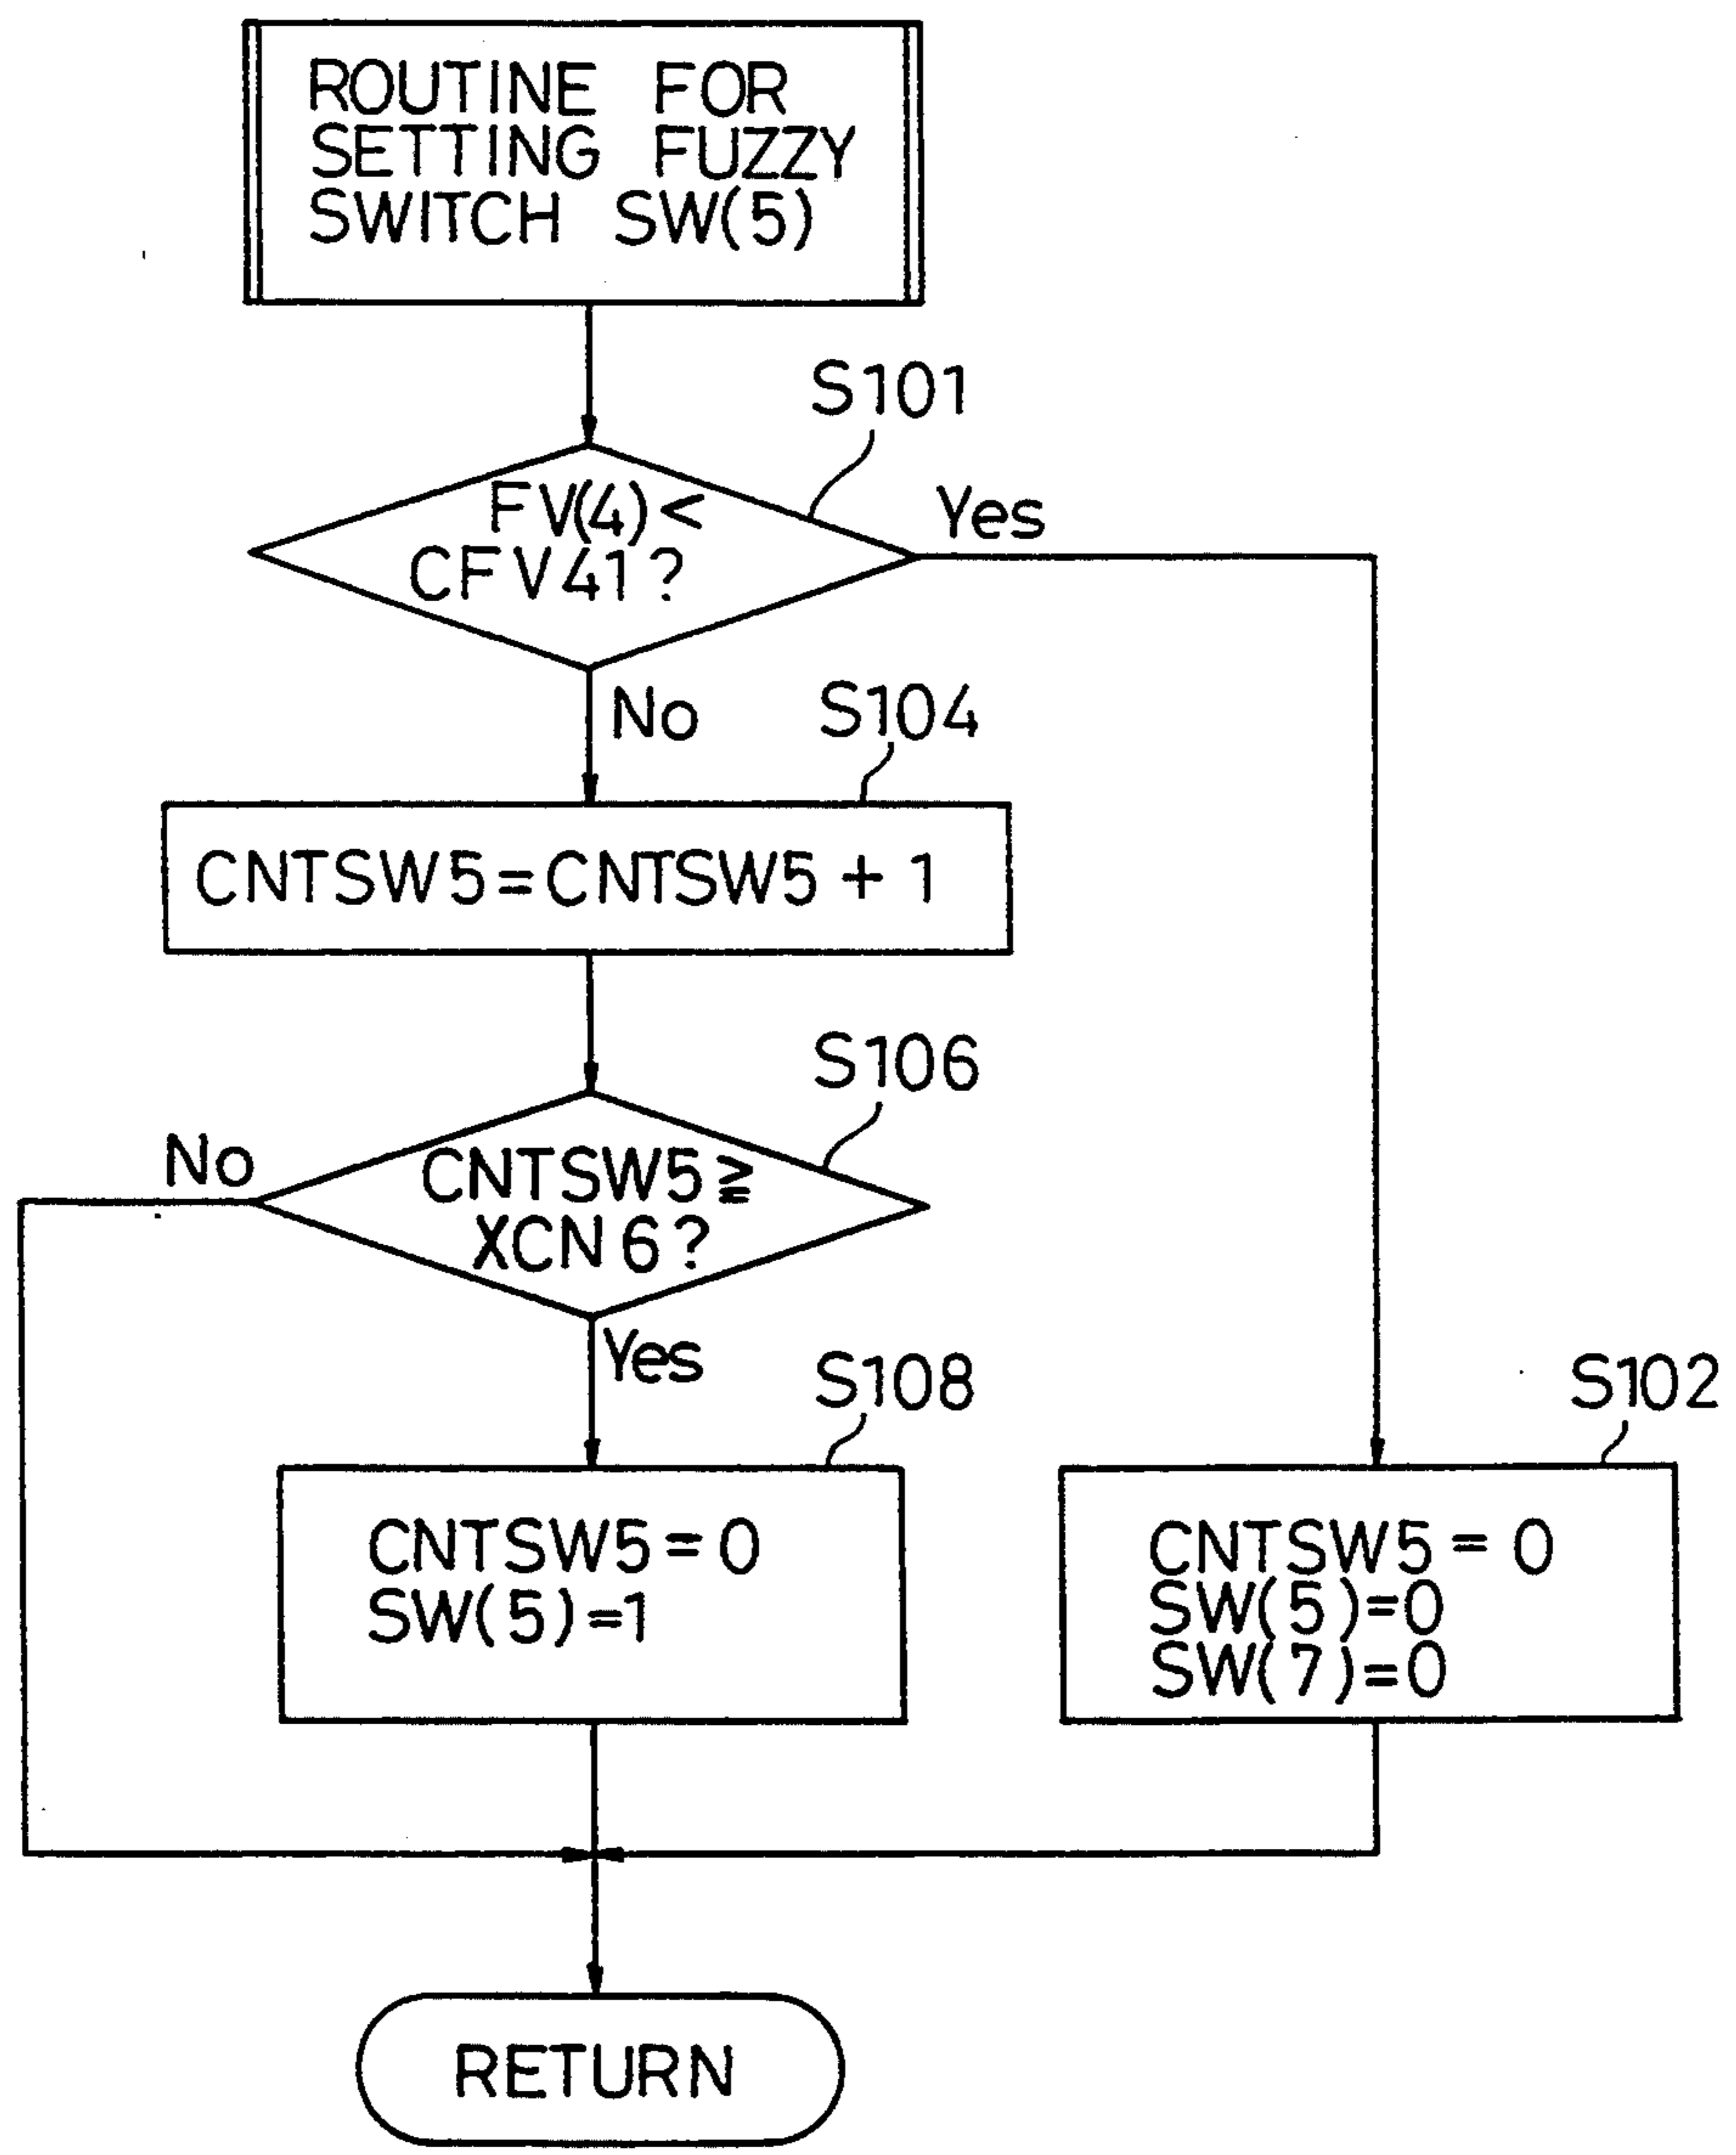 ROUTINE FOR
SETTING FUZZY
SWITCH SW(5)
S101
FV(4)<
CFV41?
Yes
No
S104
CNTSW5=CNTSW5+1
S106
No
CNTSW5≧
XCN6?
Yes
S108
S102
CNTSW5=0
SW(5)=1
CNTSW5=0
SW(5)=0
SW(7)=0
RETURN